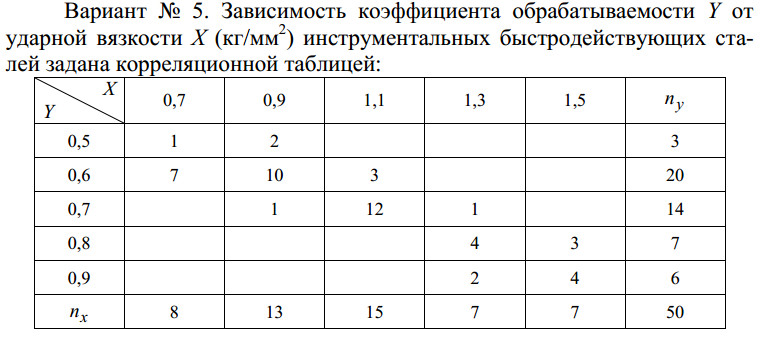 Вариант № 5. Зависимость коэффициента обрабатываемости Y от
ударной вязкости X (кг/мм²) инструментальных быстродействующих ста-
лей задана корреляционной таблицей:
X
Y 0,7 0,9 1,1 1,3 1,5 n_y
0,5 1 2 3
0,6 7 10 3 20
0,7 1 12 1 14
0,8 4 3 7
0,9 2 4 6
n_x 8 13 15 7 7 50